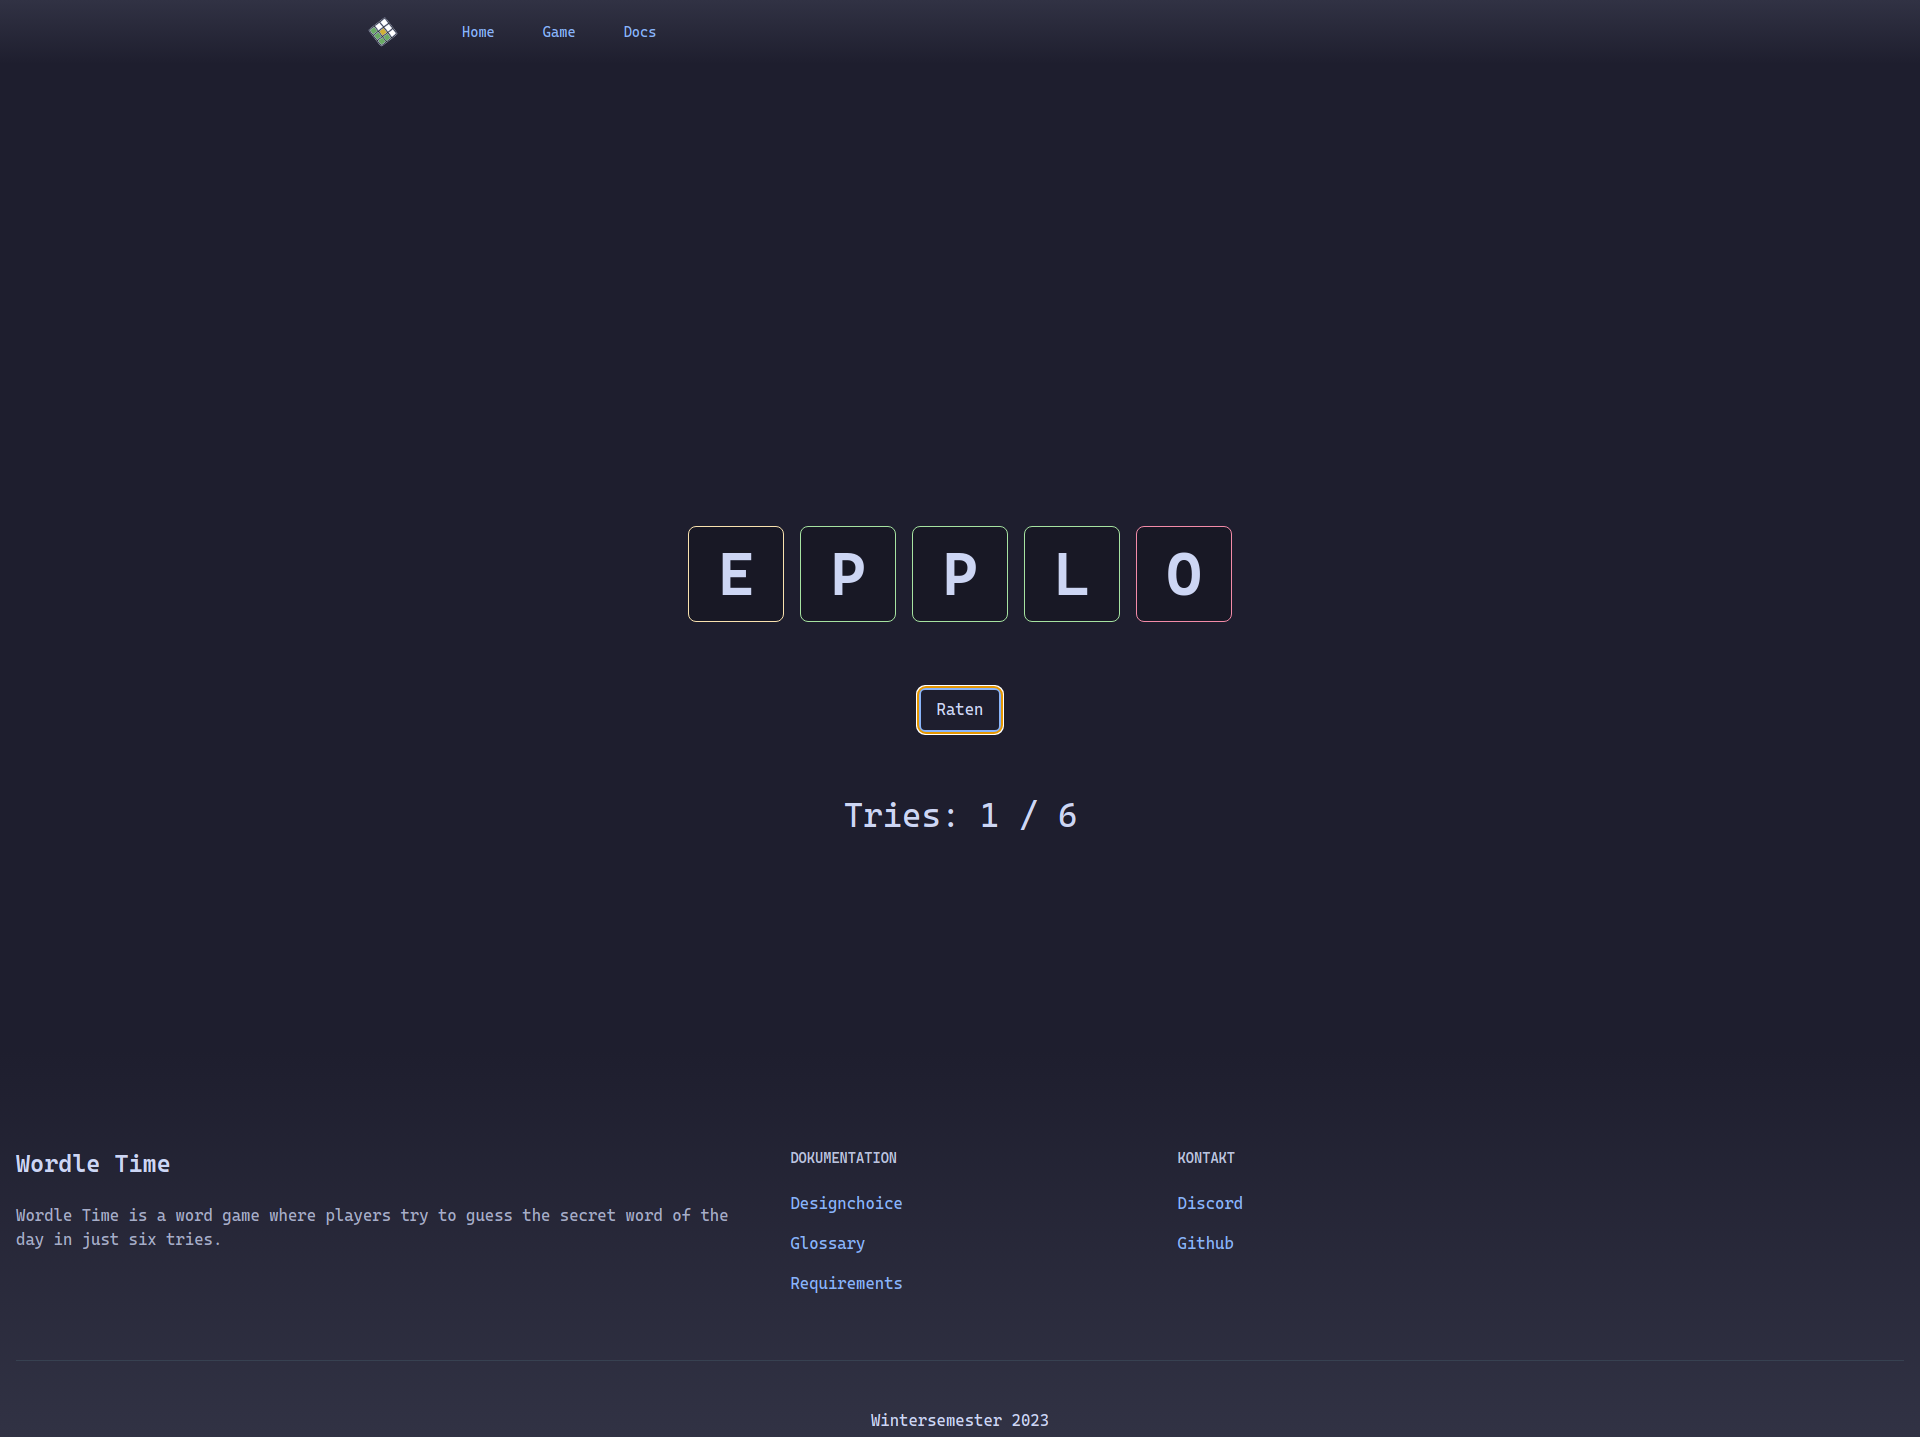 Home Game Docs
E P P L O
Raten
Tries: 1 / 6
Wordle Time
Wordle Time is a word game where players try to guess the secret word of the
day in just six tries.
DOKUMENTATION
Designchoice
Glossary
Requirements
KONTAKT
Discord
Github
Wintersemester 2023